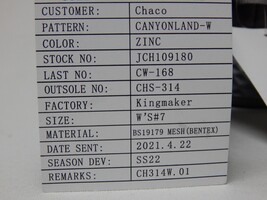 CUSTOMER: Chaco
PATTERN: CANYONLAND-W
COLOR: ZINC
STOCK NO: JCH109180
LAST NO: CW-168
OUTSOLE NO: CHS-314
FACTORY: Kingmaker
SIZE: W'S#7
MATERIAL: BS19179 MESH(BENTEX)
DATE SENT: 2021.4.22
SEASON DEV: SS22
REMARKS: CH314W.01